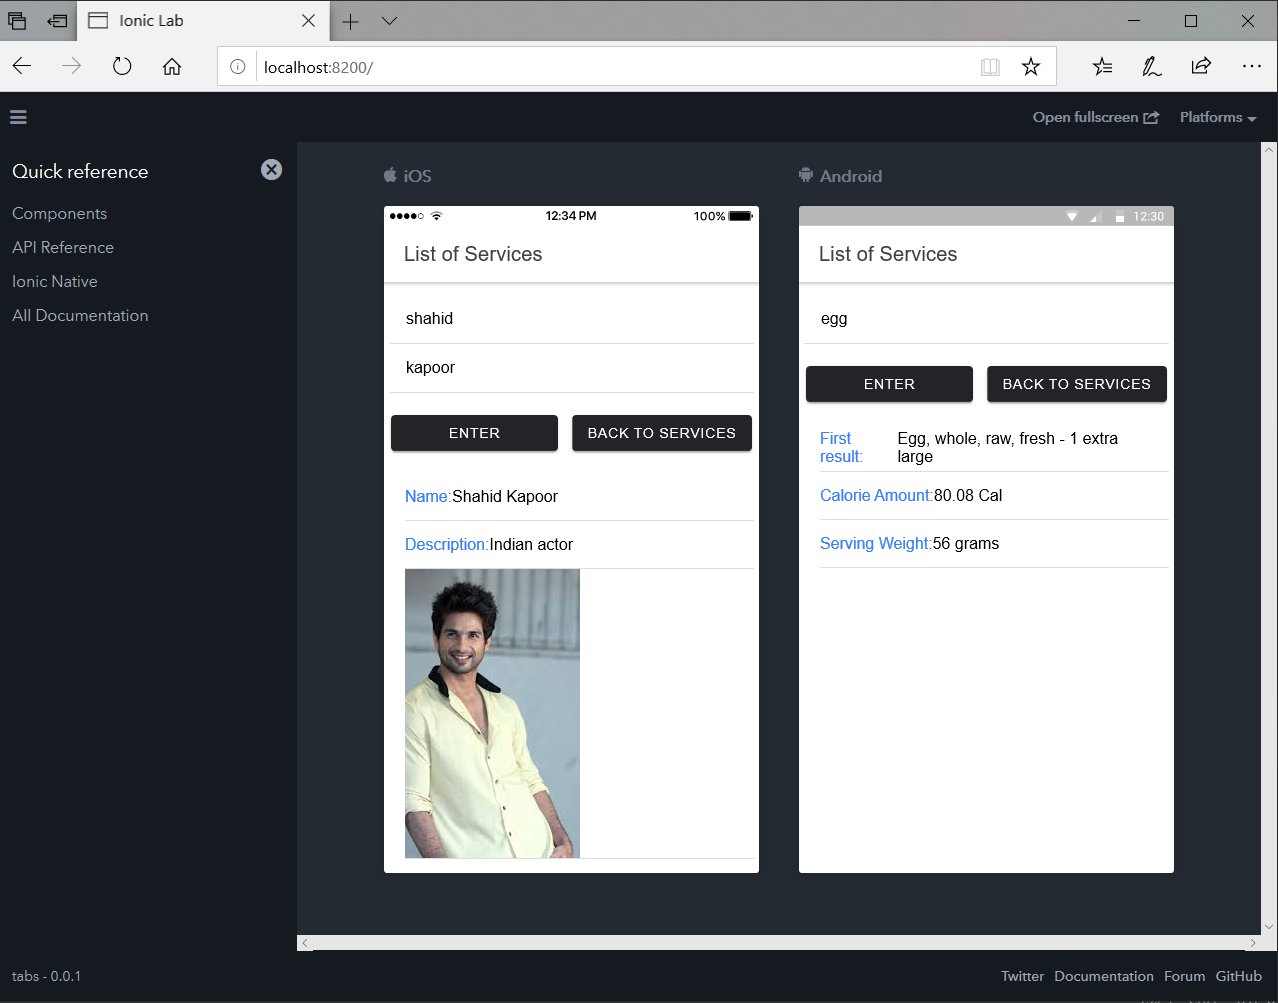 Ionic Lab
localhost:8200/
Open fullscreen
Platforms
Quick reference
Components
API Reference
Ionic Native
All Documentation
iOS
12:34 PM
100%
List of Services
shahid
kapoor
ENTER
BACK TO SERVICES
Name:Shahid Kapoor
Description:Indian actor
Android
12:30
List of Services
egg
ENTER
BACK TO SERVICES
First result:
Egg, whole, raw, fresh - 1 extra
large
Calorie Amount:80.08 Cal
Serving Weight:56 grams
tabs - 0.0.1
Twitter Documentation Forum GitHub